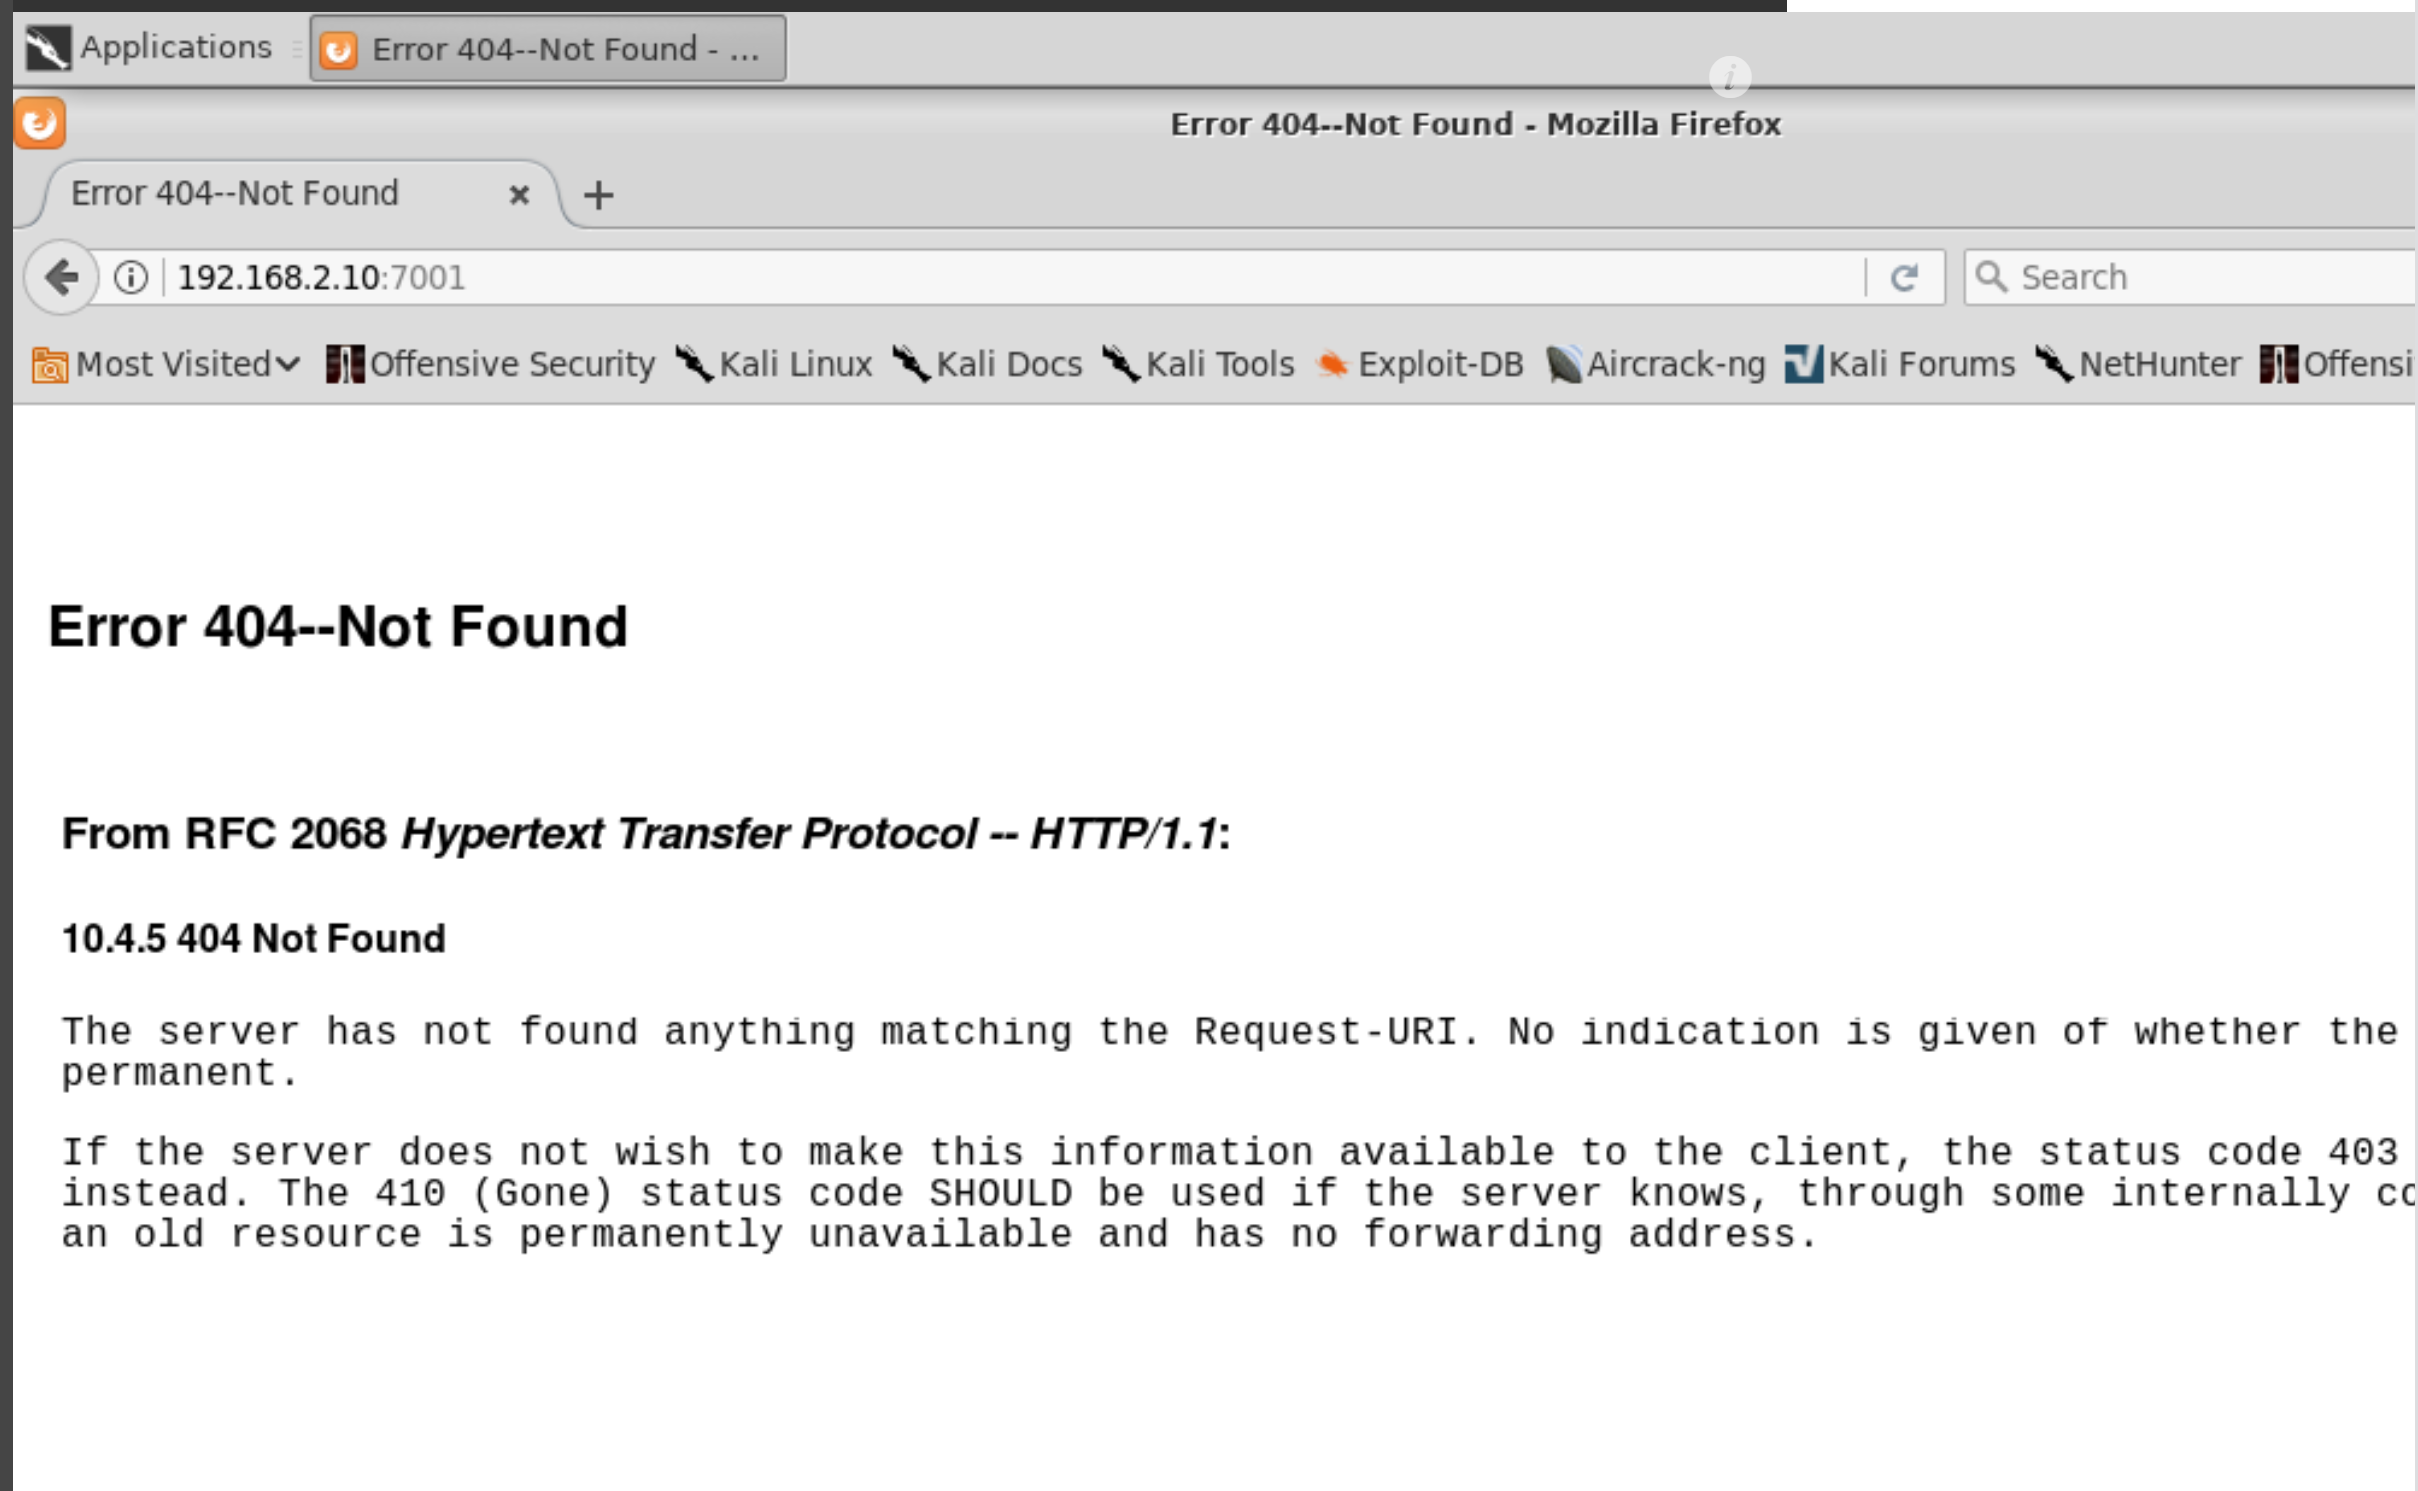 Applications
Error 404--Not Found - ...
Error 404--Not Found - Mozilla Firefox
Error 404--Not Found
192.168.2.10:7001
Search
Most Visited Offensive Security Kali Linux Kali Docs Kali Tools Exploit-DB Aircrack-ng Kali Forums NetHunter Offensi
Error 404--Not Found
From RFC 2068 Hypertext Transfer Protocol -- HTTP/1.1:
10.4.5 404 Not Found
The server has not found anything matching the Request-URI. No indication is given of whether the
permanent.
If the server does not wish to make this information available to the client, the status code 403
instead. The 410 (Gone) status code SHOULD be used if the server knows, through some internally co
an old resource is permanently unavailable and has no forwarding address.